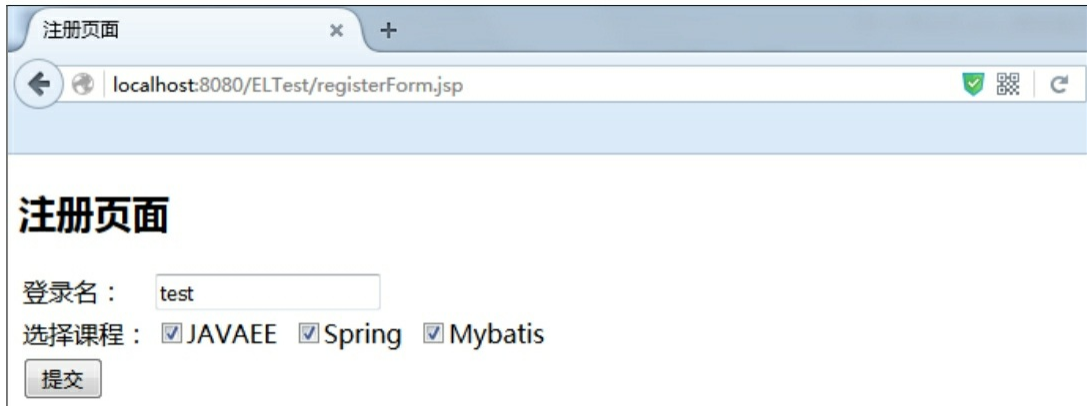 注册页面
localhost:8080/ELTest/registerForm.jsp
注册页面
登录名： test
选择课程： JAVAEE Spring Mybatis
提交